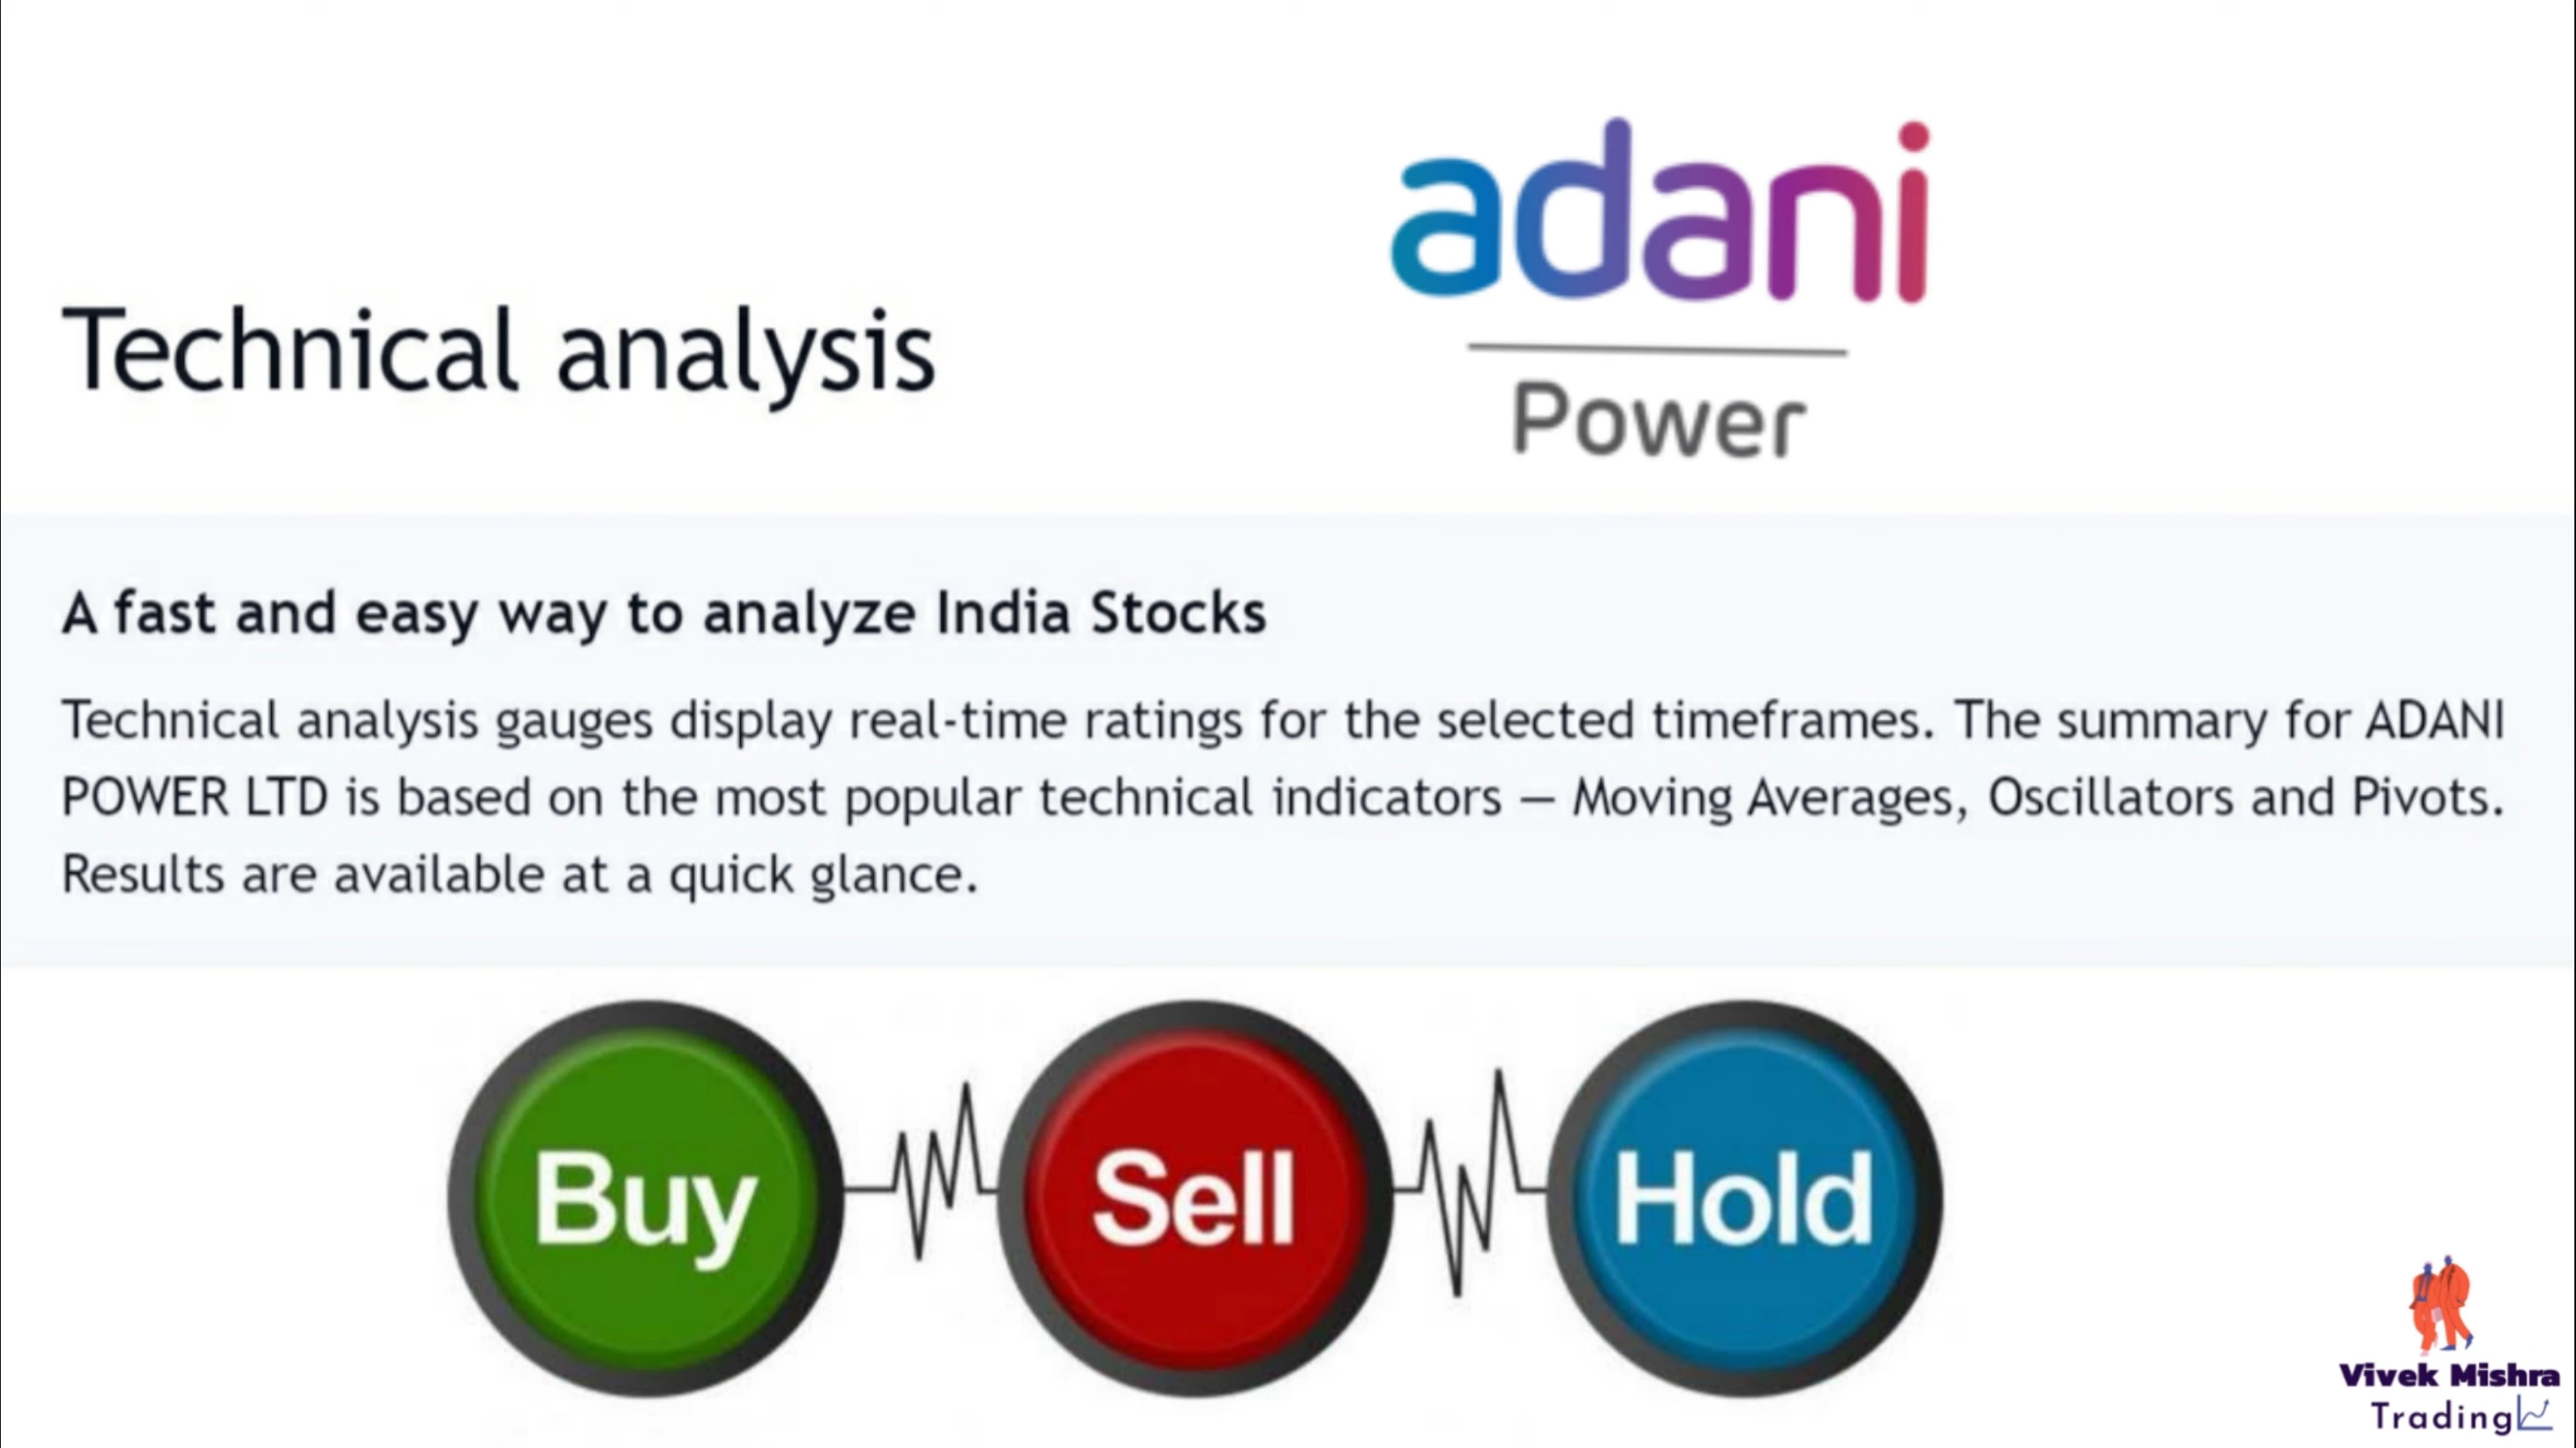 adani
Power
Technical analysis
A fast and easy way to analyze India Stocks
Technical analysis gauges display real-time ratings for the selected timeframes. The summary for ADANI
POWER LTD is based on the most popular technical indicators — Moving Averages, Oscillators and Pivots.
Results are available at a quick glance.
Buy
Sell
Hold
Vivek Mishra
Trading